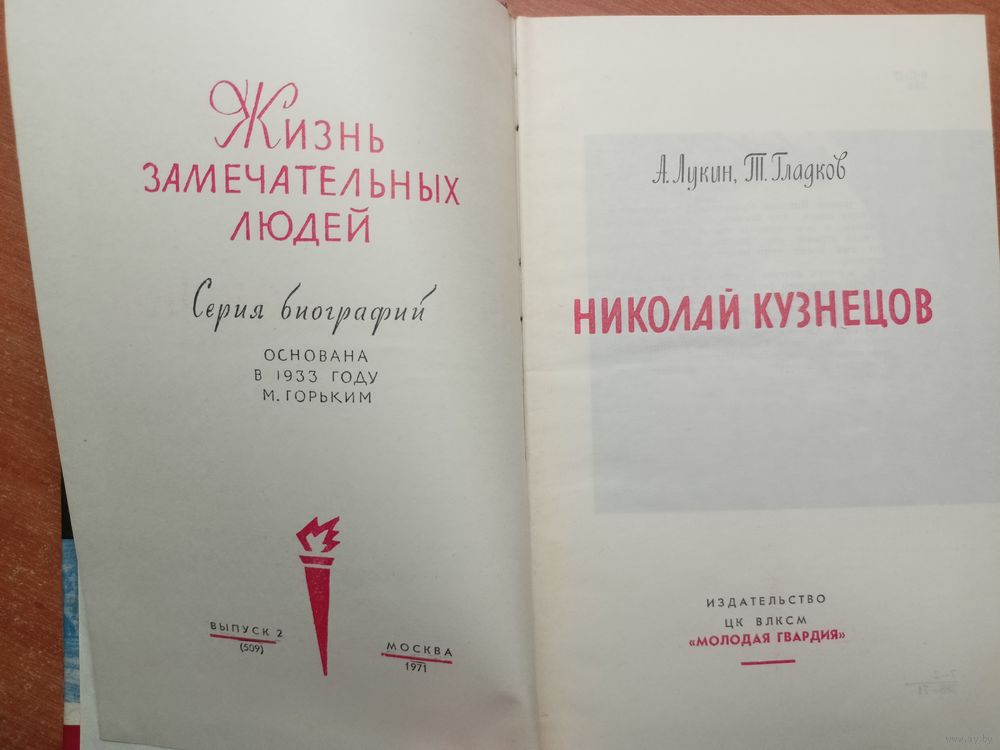 Жизнь
ЗАМЕЧАТЕЛЬНЫХ
ЛЮДЕЙ
Серия биографий
ОСНОВАНА
В 1933 ГОДУ
М. ГОРЬКИМ
ВЫПУСК 2
(509)
МОСКВА
1971
А. Лукин, Т. Гладков
НИКОЛАЙ КУЗНЕЦОВ
ИЗДАТЕЛЬСТВО
ЦК ВЛКСМ
«МОЛОДАЯ ГВАРДИЯ»